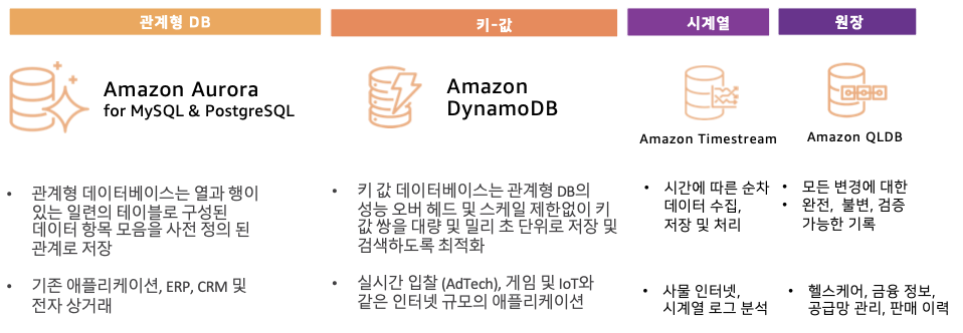 관계형 DB
Amazon Aurora
for MySQL & PostgreSQL
• 관계형 데이터베이스는 열과 행이
있는 일련의 테이블로 구성된
데이터 항목 모음을 사전 정의 된
관계로 저장
• 기존 애플리케이션, ERP, CRM 및
전자 상거래
키-값
Amazon
DynamoDB
• 키 값 데이터베이스는 관계형 DB의
성능 오버 헤드 및 스케일 제한없이 키
값 쌍을 대량 및 밀리 초 단위로 저장 및
검색하도록 최적화
• 실시간 입찰 (AdTech), 게임 및 IoT와
같은 인터넷 규모의 애플리케이션
시계열
Amazon Timestream
• 시간에 따른 순차
데이터 수집,
저장 및 처리
• 사물 인터넷,
시계열 로그 분석
원장
Amazon QLDB
• 모든 변경에 대한
• 완전, 불변, 검증
가능한 기록
• 헬스케어, 금융 정보,
공급망 관리, 판매 이력